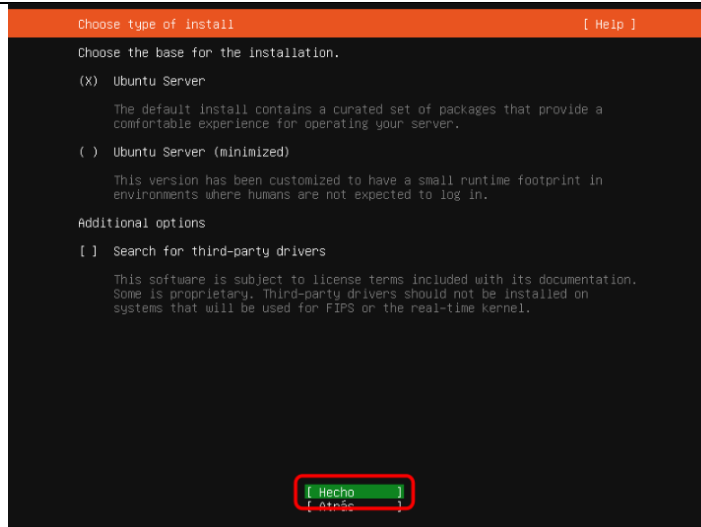 Choose type of install [ Help ]
Choose the base for the installation.
(X) Ubuntu Server
The default install contains a curated set of packages that provide a
comfortable experience for operating your server.
( ) Ubuntu Server (minimized)
This version has been customized to have a small runtime footprint in
environments where humans are not expected to log in.
Additional options
[ ] Search for third-party drivers
This software is subject to license terms included with its documentation.
Some is proprietary. Third-party drivers should not be installed on
systems that will be used for FIPS or the real-time kernel.
[ Hecho ]
[ Atrás ]